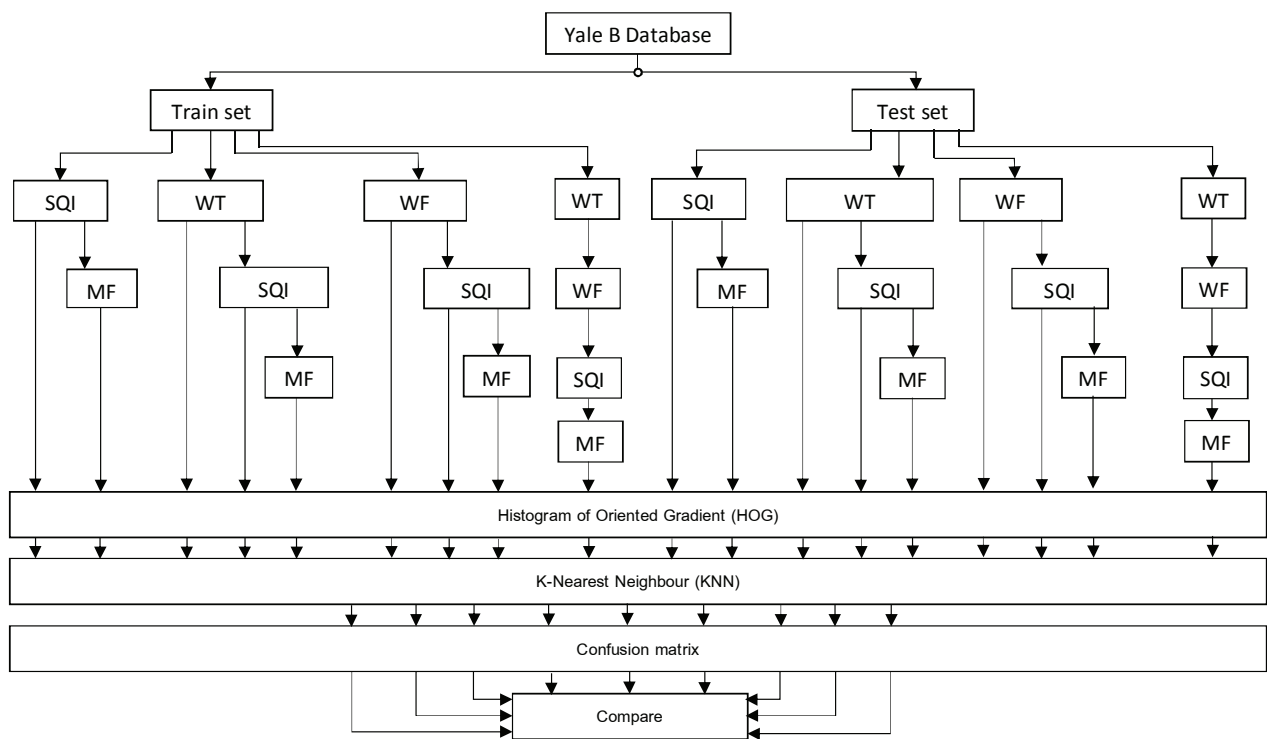 Yale B Database
Train set
Test set
SQI
WT
WF
WT
SQI
WT
WF
WT
MF
SQI
SQI
WF
MF
SQI
SQI
WF
MF
MF
SQI
MF
MF
SQI
MF
MF
Histogram of Oriented Gradient (HOG)
K-Nearest Neighbour (KNN)
Confusion matrix
Compare